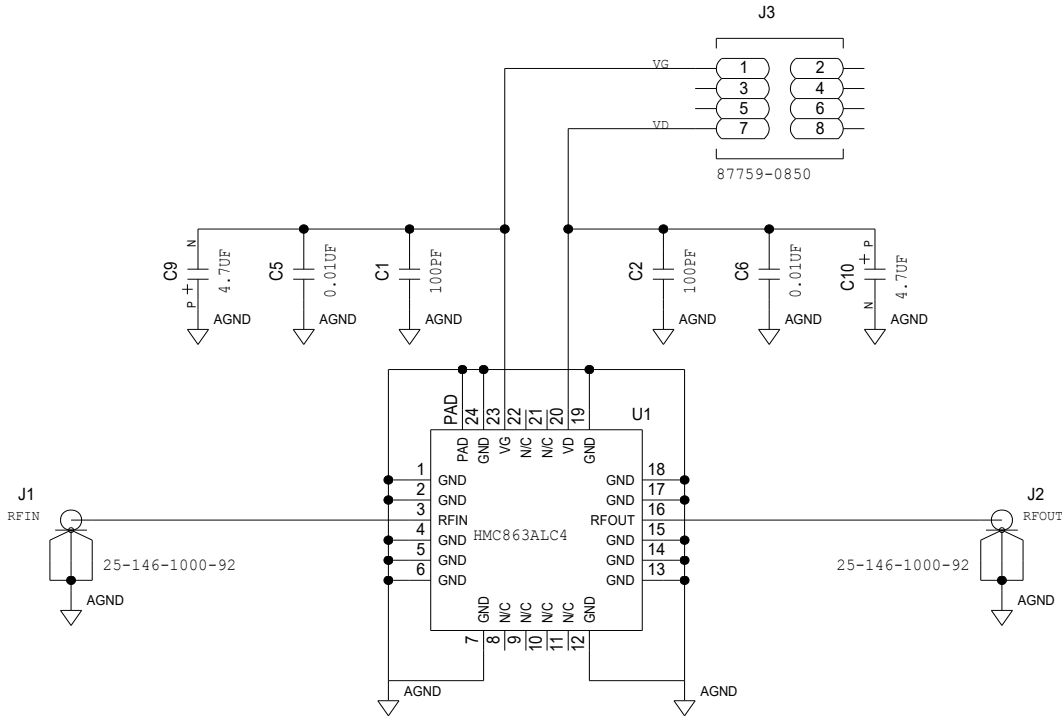 J3
VG
1 2
3 4
5 6
VD
7 8
87759-0850
N
C9
4.7UF
P +
AGND
C5
0.01UF
AGND
C1
100PF
AGND
C2
100PF
AGND
C6
0.01UF
AGND
+ P
C10
4.7UF
N
AGND
PAD 24 23 22 21 20 19
U1
PAD GND VG N/C N/C VD GND
1 GND
2 GND
3 RFIN
4 GND
5 GND
6 GND
HMC863ALC4
GND 18
GND 17
RFOUT 16
GND 15
GND 14
GND 13
GND N/C N/C N/C N/C GND
7 8 9 10 11 12
AGND
AGND
J1
RFIN
25-146-1000-92
AGND
J2
RFOUT
25-146-1000-92
AGND